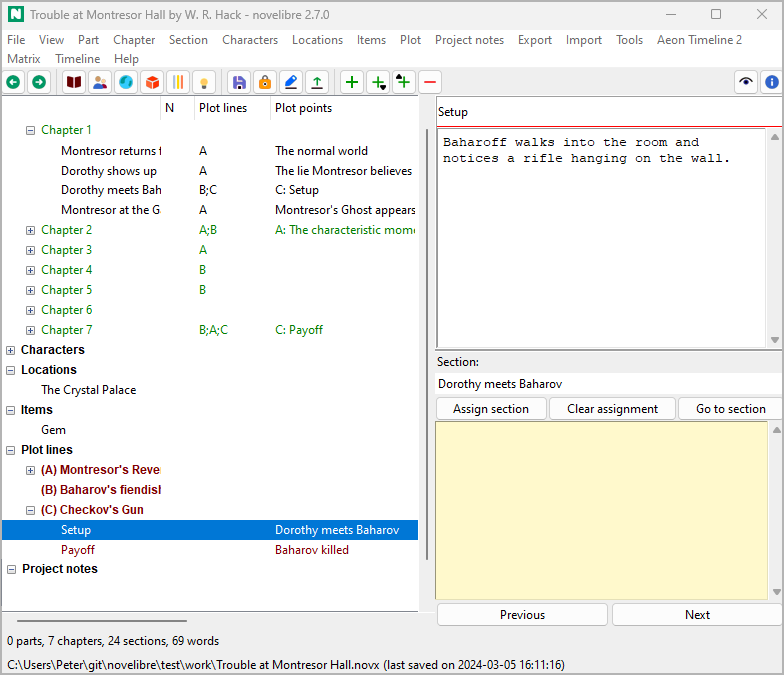 Trouble at Montresor Hall by W. R. Hack - novelibre 2.7.0
File View Part Chapter Section Characters Locations Items Plot Project notes Export Import Tools Aeon Timeline 2
Matrix Timeline Help
N Plot lines Plot points
Chapter 1
Montresor returns t A The normal world
Dorothy shows up A The lie Montresor believes
Dorothy meets Bah B;C C: Setup
Montresor at the G A Montresor's Ghost appears
Chapter 2 A;B A: The characteristic mome
Chapter 3 A
Chapter 4 B
Chapter 5 B
Chapter 6
Chapter 7 B;A;C C: Payoff
Characters
Locations
The Crystal Palace
Items
Gem
Plot lines
(A) Montresor's Reve
(B) Baharov's fiendish
(C) Checkov's Gun
Setup Dorothy meets Baharov
Payoff Baharov killed
Project notes
Setup
Baharoff walks into the room and
notices a rifle hanging on the wall.
Section:
Dorothy meets Baharov
Assign section Clear assignment Go to section
Previous Next
0 parts, 7 chapters, 24 sections, 69 words
C:\Users\Peter\git\novelibre\test\work\Trouble at Montresor Hall.novx (last saved on 2024-03-05 16:11:16)